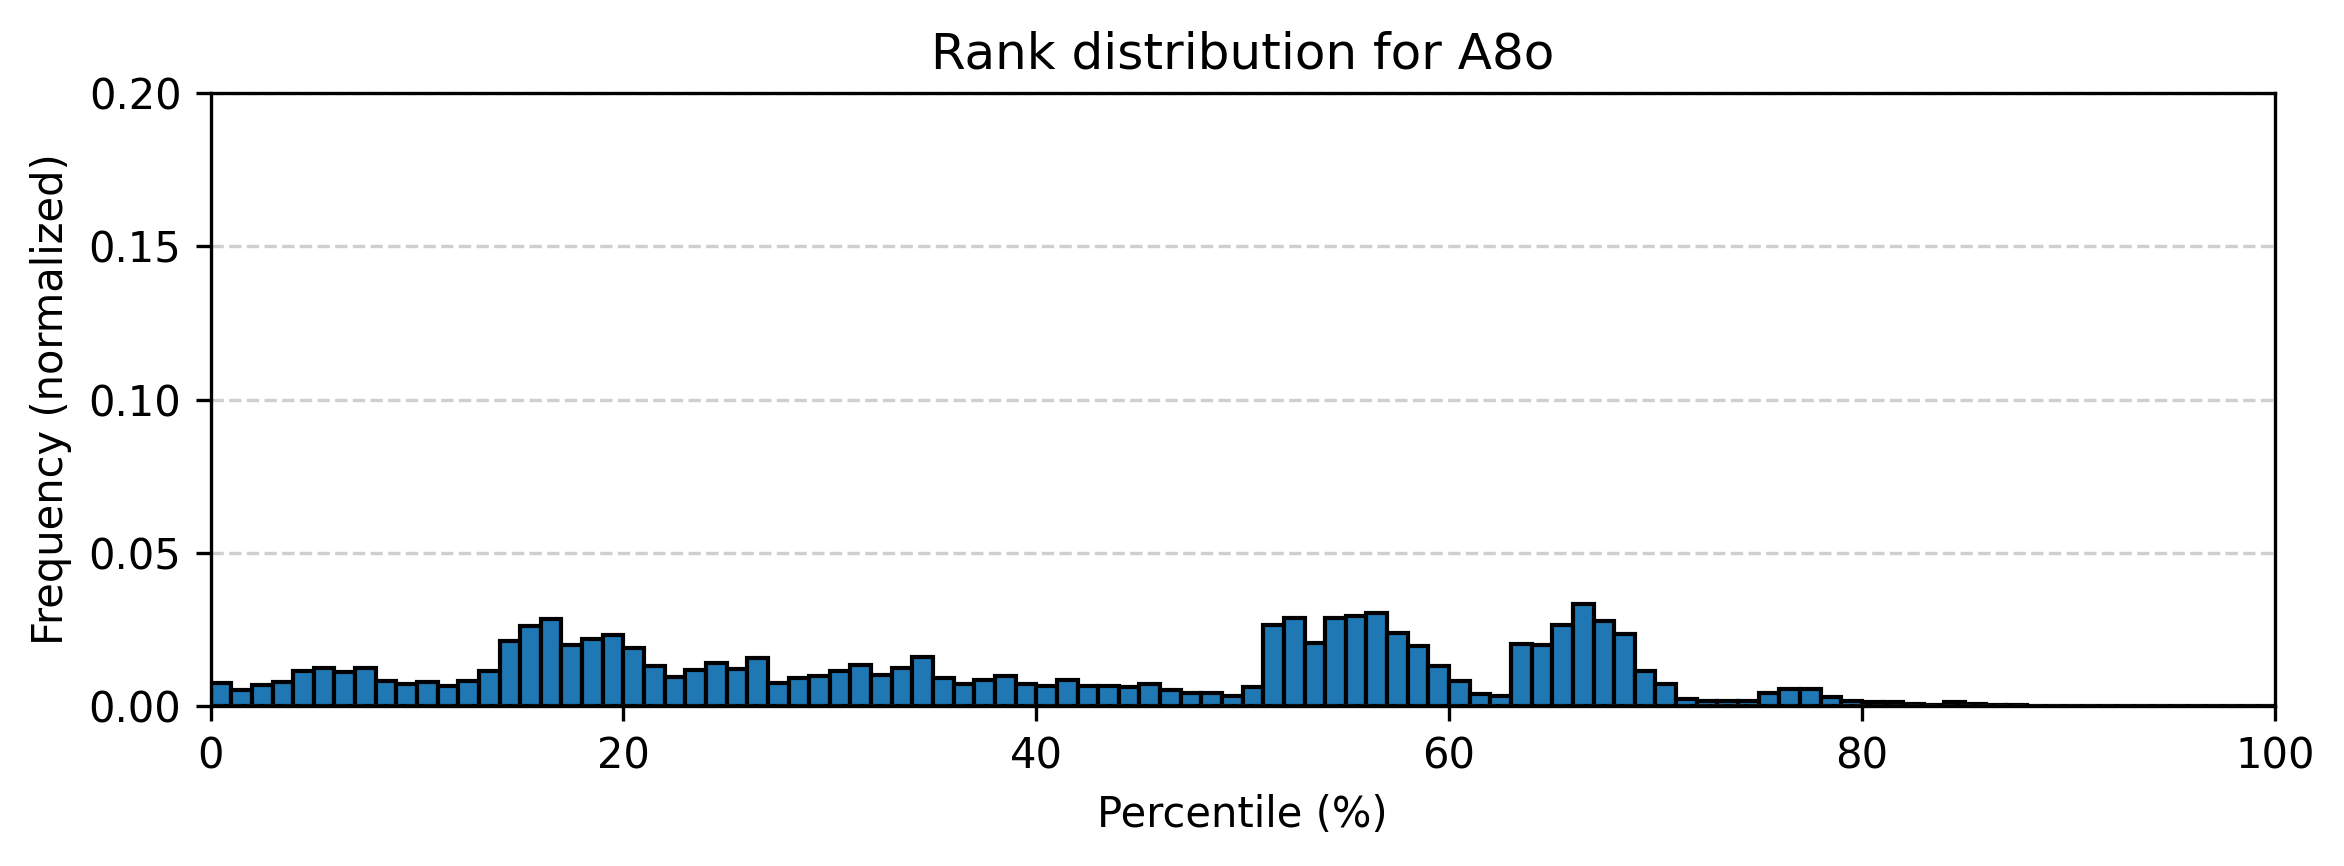 Rank distribution for A8o
0.20
0.15
0.10
0.05
0.00
Frequency (normalized)
0 20 40 60 80 100
Percentile (%)